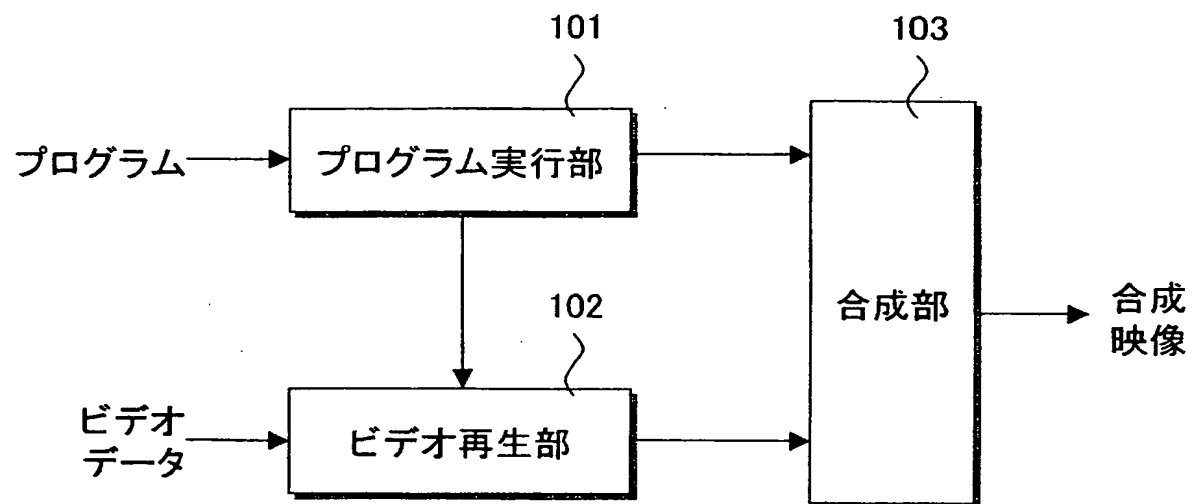 101
103
プログラム
プログラム実行部
102
合成部
合成
映像
ビデオ
データ
ビデオ再生部